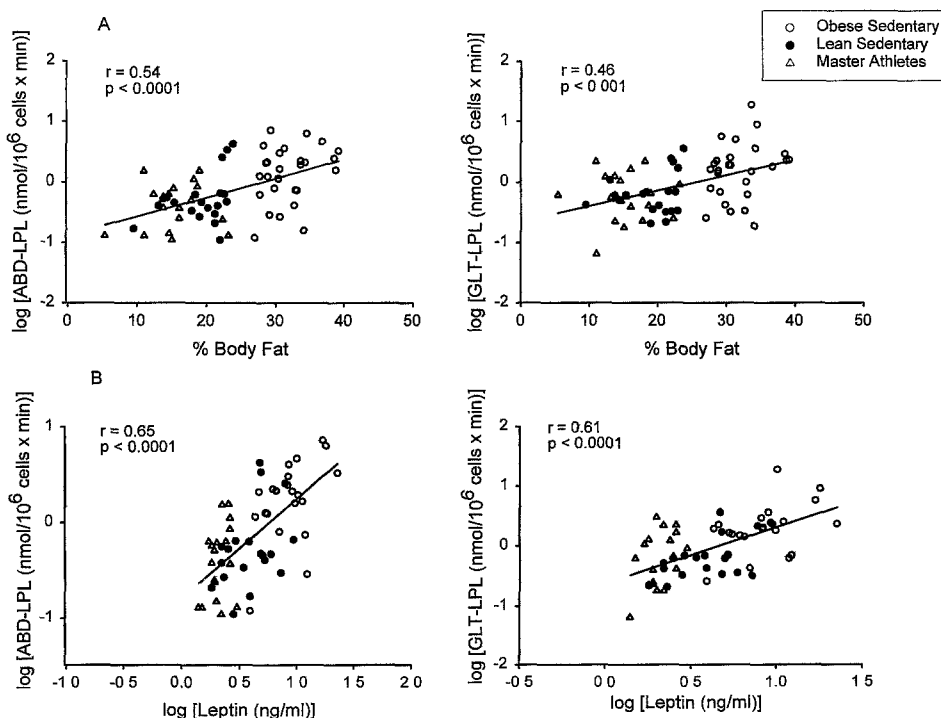 A
Obese Sedentary
Lean Sedentary
Master Athletes
r = 0.54
p < 0.0001
log [ABD-LPL (nmol/10⁶ cells x min)]
2
1
0
-1
-2
0 10 20 30 40 50
% Body Fat
r = 0.46
p < 0 001
log [GLT-LPL (nmol/10⁶ cells x min)]
2
1
0
-1
-2
0 10 20 30 40 50
% Body Fat
B
r = 0.65
p < 0.0001
log [ABD-LPL (nmol/10⁶ cells x min)]
1
0
-1
-1 0 -0 5 0 0 0 5 1 0 1 5 2 0
log [Leptin (ng/ml)]
r = 0.61
p < 0.0001
log [GLT-LPL (nmol/10⁶ cells x min)]
2
1
0
-1
-2
-0 5 0 0 0 5 1 0 1 5
log [Leptin (ng/ml)]